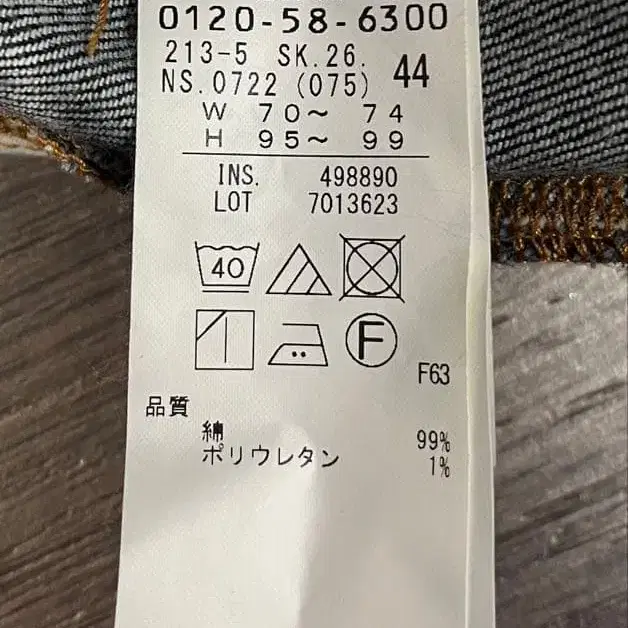 0120-58-6300
213-5 SK.26.
NS.0722 (075) 44
W 70～ 74
H 95～ 99
INS. 498890
LOT 7013623
40
F
F63
品質
綿 99%
ポリウレタン 1%